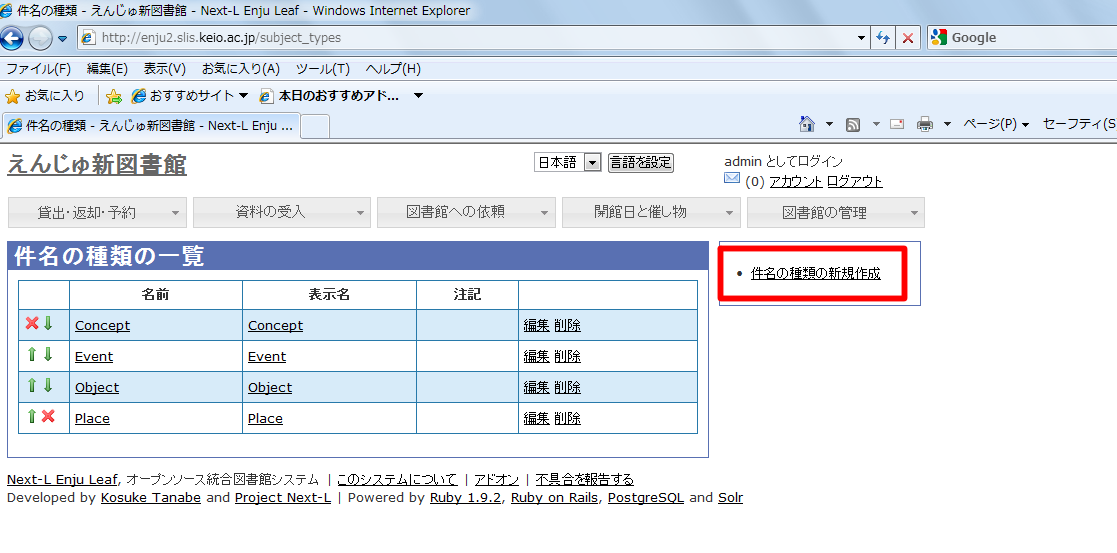 件名の種類 - えんじゅ新図書館 - Next-L Enju Leaf - Windows Internet Explorer
http://enju2.slis.keio.ac.jp/subject_types
Google
ファイル(F) 編集(E) 表示(V) お気に入り(A) ツール(T) ヘルプ(H)
お気に入り おすすめサイト 本日のおすすめアド...
件名の種類 - えんじゅ新図書館 - Next-L Enju ...
ページ(P) セーフティ(S
えんじゅ新図書館
日本語 言語を設定
admin としてログイン
(0) アカウント ログアウト
貸出・返却・予約 資料の受入 図書館への依頼 開館日と催し物 図書館の管理
件名の種類の一覧
名前 表示名 注記
Concept Concept 編集 削除
Event Event 編集 削除
Object Object 編集 削除
Place Place 編集 削除
件名の種類の新規作成
Next-L Enju Leaf, オープンソース統合図書館システム | このシステムについて | アドオン | 不具合を報告する
Developed by Kosuke Tanabe and Project Next-L | Powered by Ruby 1.9.2, Ruby on Rails, PostgreSQL and Solr